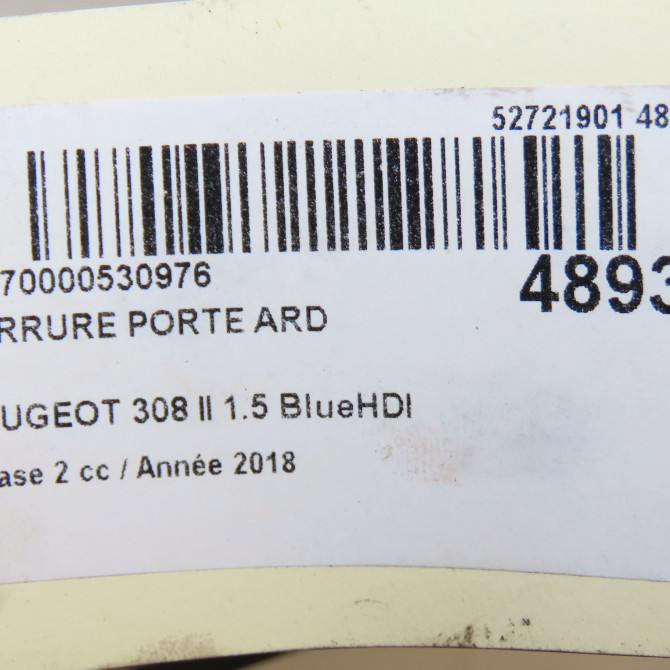 52721901 48
70000530976
4893
RRURE PORTE ARD
UGEOT 308 II 1.5 BlueHDI
ase 2 cc / Année 2018